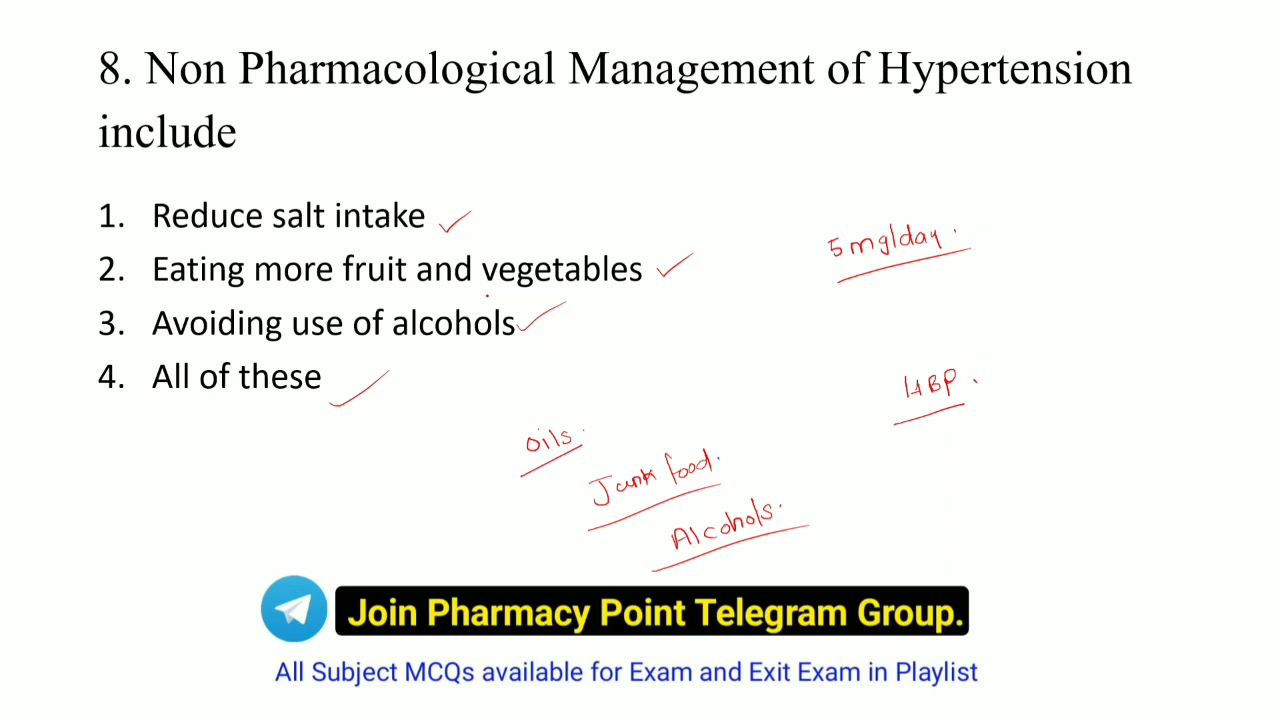 8. Non Pharmacological Management of Hypertension
include
1. Reduce salt intake
2. Eating more fruit and vegetables
3. Avoiding use of alcohols
4. All of these
5mg/day.
HBP.
oils.
Junk food.
Alcohols.
Join Pharmacy Point Telegram Group.
All Subject MCQs available for Exam and Exit Exam in Playlist